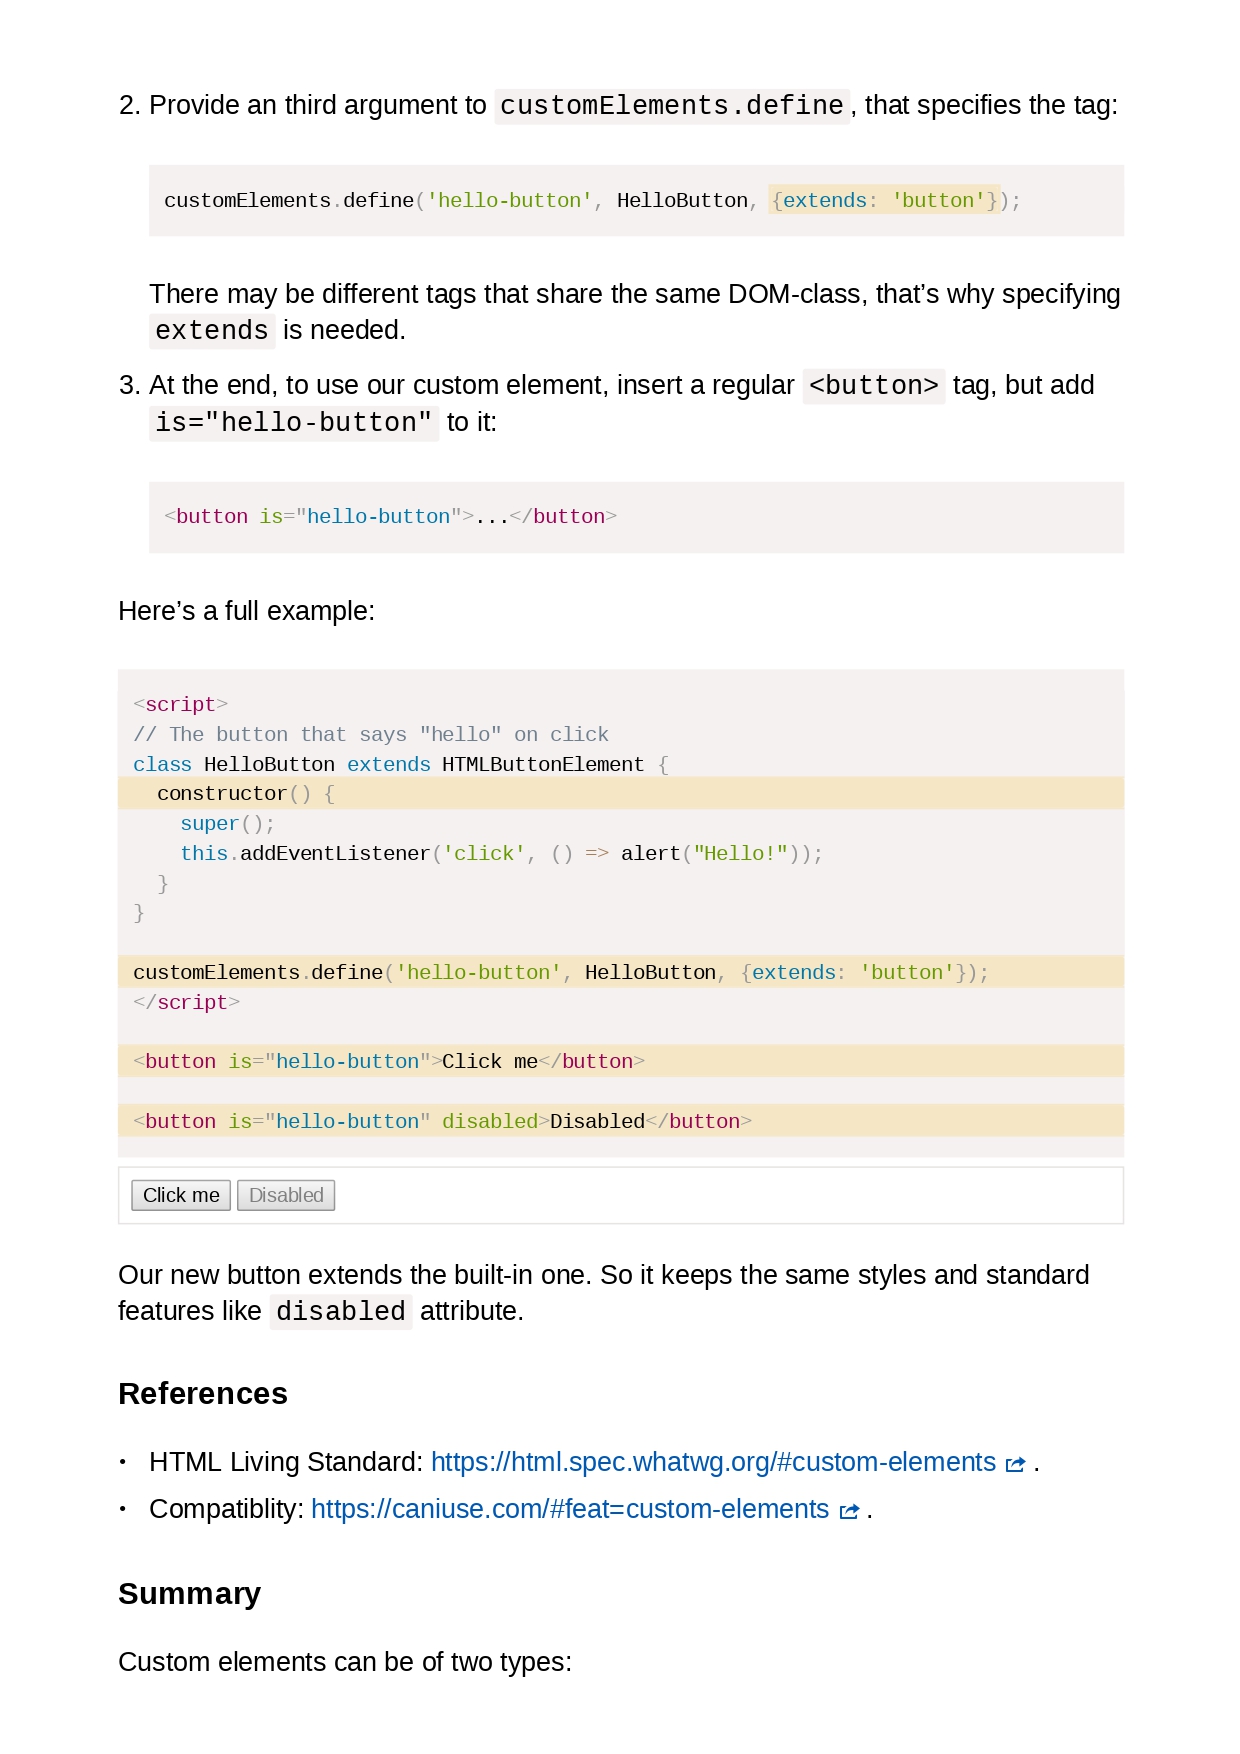 2. Provide an third argument to customElements.define, that specifies the tag:
customElements.define('hello-button', HelloButton, {extends: 'button'});
There may be different tags that share the same DOM-class, that’s why specifying
extends is needed.
3. At the end, to use our custom element, insert a regular <button> tag, but add
is="hello-button" to it:
<button is="hello-button">...</button>
Here’s a full example:
<script>
// The button that says "hello" on click
class HelloButton extends HTMLButtonElement {
  constructor() {
    super();
    this.addEventListener('click', () => alert("Hello!"));
  }
}
customElements.define('hello-button', HelloButton, {extends: 'button'});
</script>
<button is="hello-button">Click me</button>
<button is="hello-button" disabled>Disabled</button>
Click me Disabled
Our new button extends the built-in one. So it keeps the same styles and standard
features like disabled attribute.
References
• HTML Living Standard: https://html.spec.whatwg.org/#custom-elements .
• Compatiblity: https://caniuse.com/#feat=custom-elements .
Summary
Custom elements can be of two types: